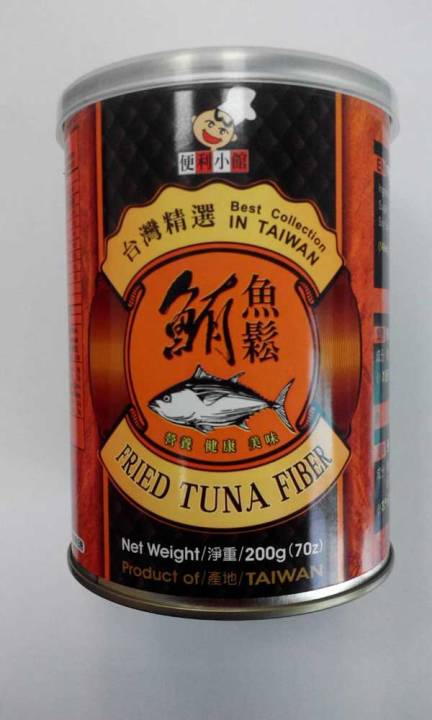 便利小館
台灣精選
Best Collection
IN TAIWAN
鮪魚鬆
營養 健康 美味
FRIED TUNA FIBER
Net Weight/淨重/200g(7Oz)
Product of/產地/TAIWAN